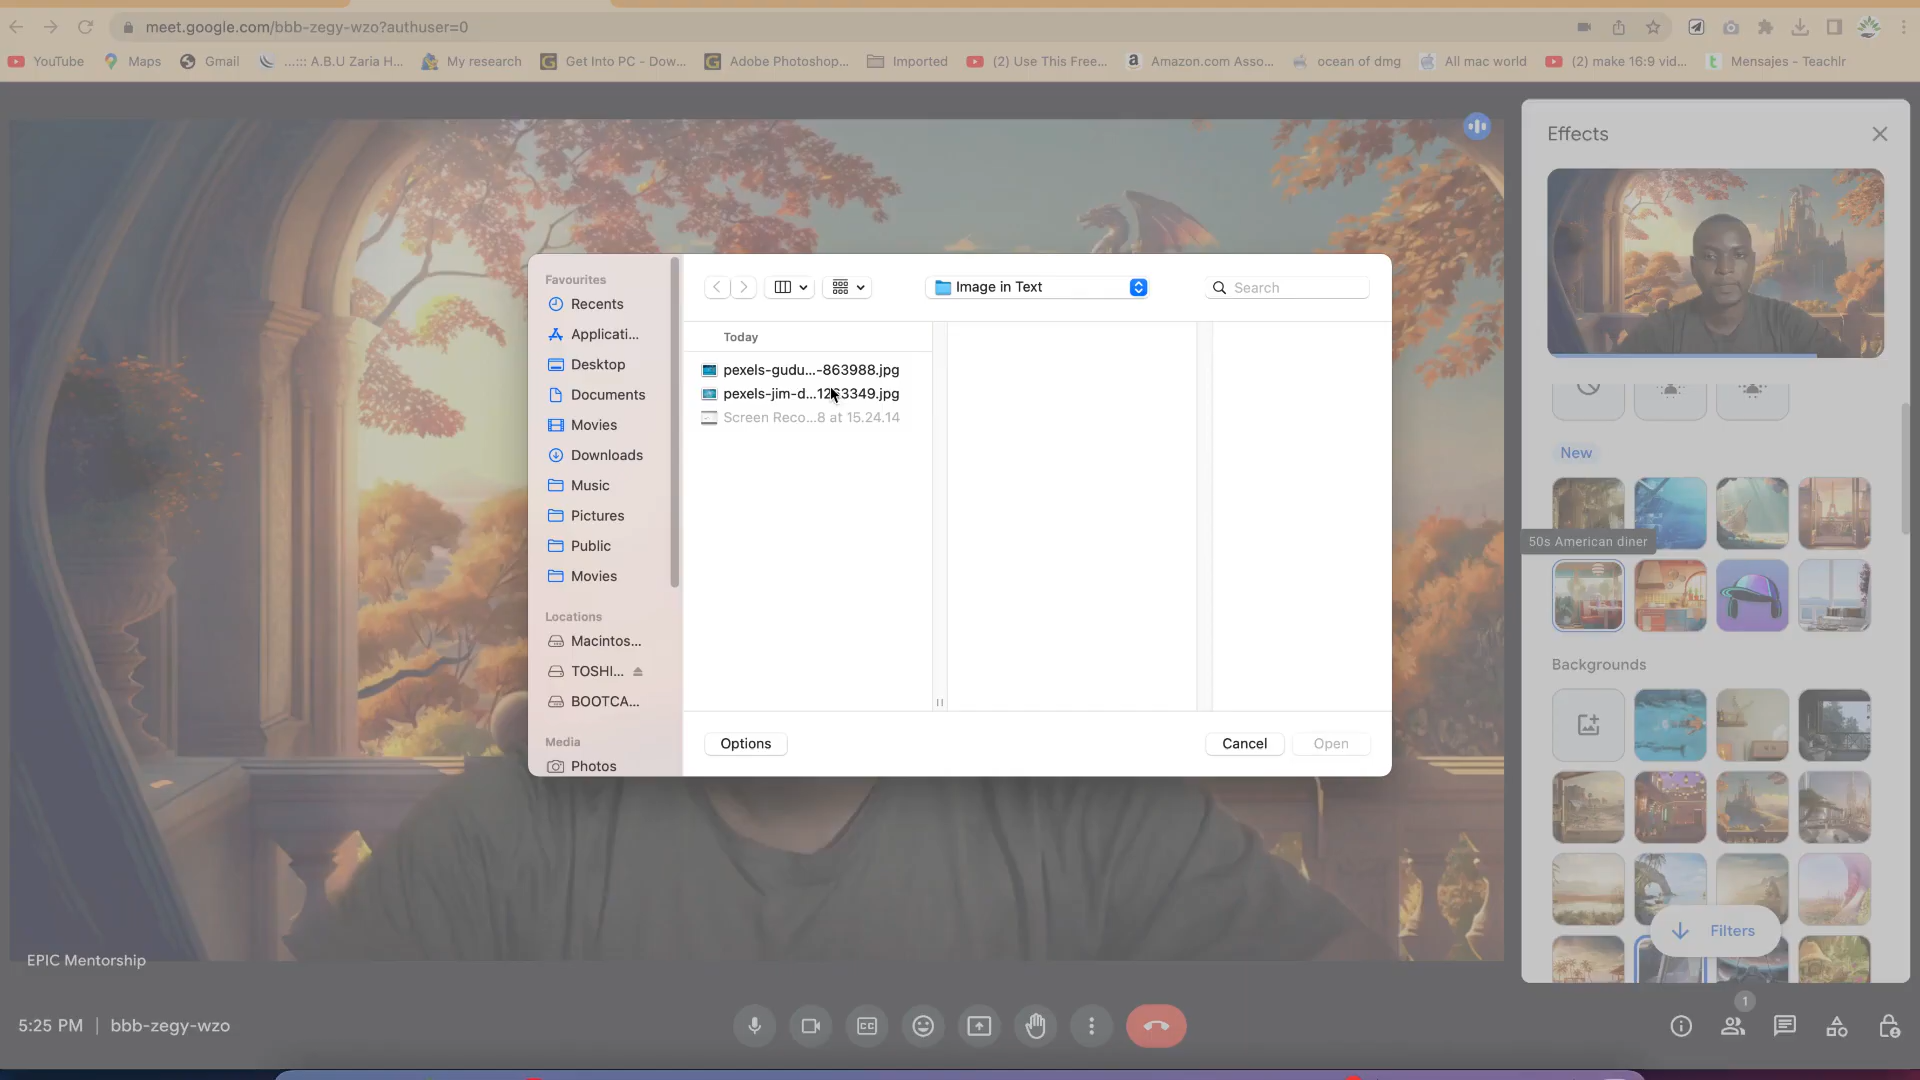 meet.google.com/bbb-zegy-wzo?authuser=0
YouTube
Maps
Gmail
...::: A.B.U Zaria H...
My research
Get Into PC - Dow...
Adobe Photoshop...
Imported
(2) Use This Free...
Amazon.com Asso...
ocean of dmg
All mac world
(2) make 16:9 vid...
Mensajes - Teachlr
Effects
Favourites
Recents
Applicati...
Desktop
Documents
Movies
Downloads
Music
Pictures
Public
Movies
Locations
Macintos...
TOSHI...
BOOTCA...
Media
Photos
Image in Text
Search
Today
pexels-gudu...-863988.jpg
pexels-jim-d...1263349.jpg
Screen Reco...8 at 15.24.14
Options
Cancel
Open
New
50s American diner
Backgrounds
Filters
EPIC Mentorship
5:25 PM | bbb-zegy-wzo
CC
1